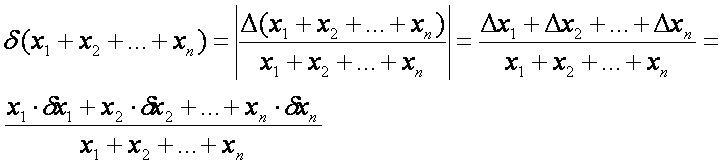 δ(x₁ + x₂ + ... + xₙ) = |Δ(x₁ + x₂ + ... + xₙ) / x₁ + x₂ + ... + xₙ| = Δx₁ + Δx₂ + ... + Δxₙ / x₁ + x₂ + ... + xₙ =
x₁ · δx₁ + x₂ · δx₂ + ... + xₙ · δxₙ / x₁ + x₂ + ... + xₙ